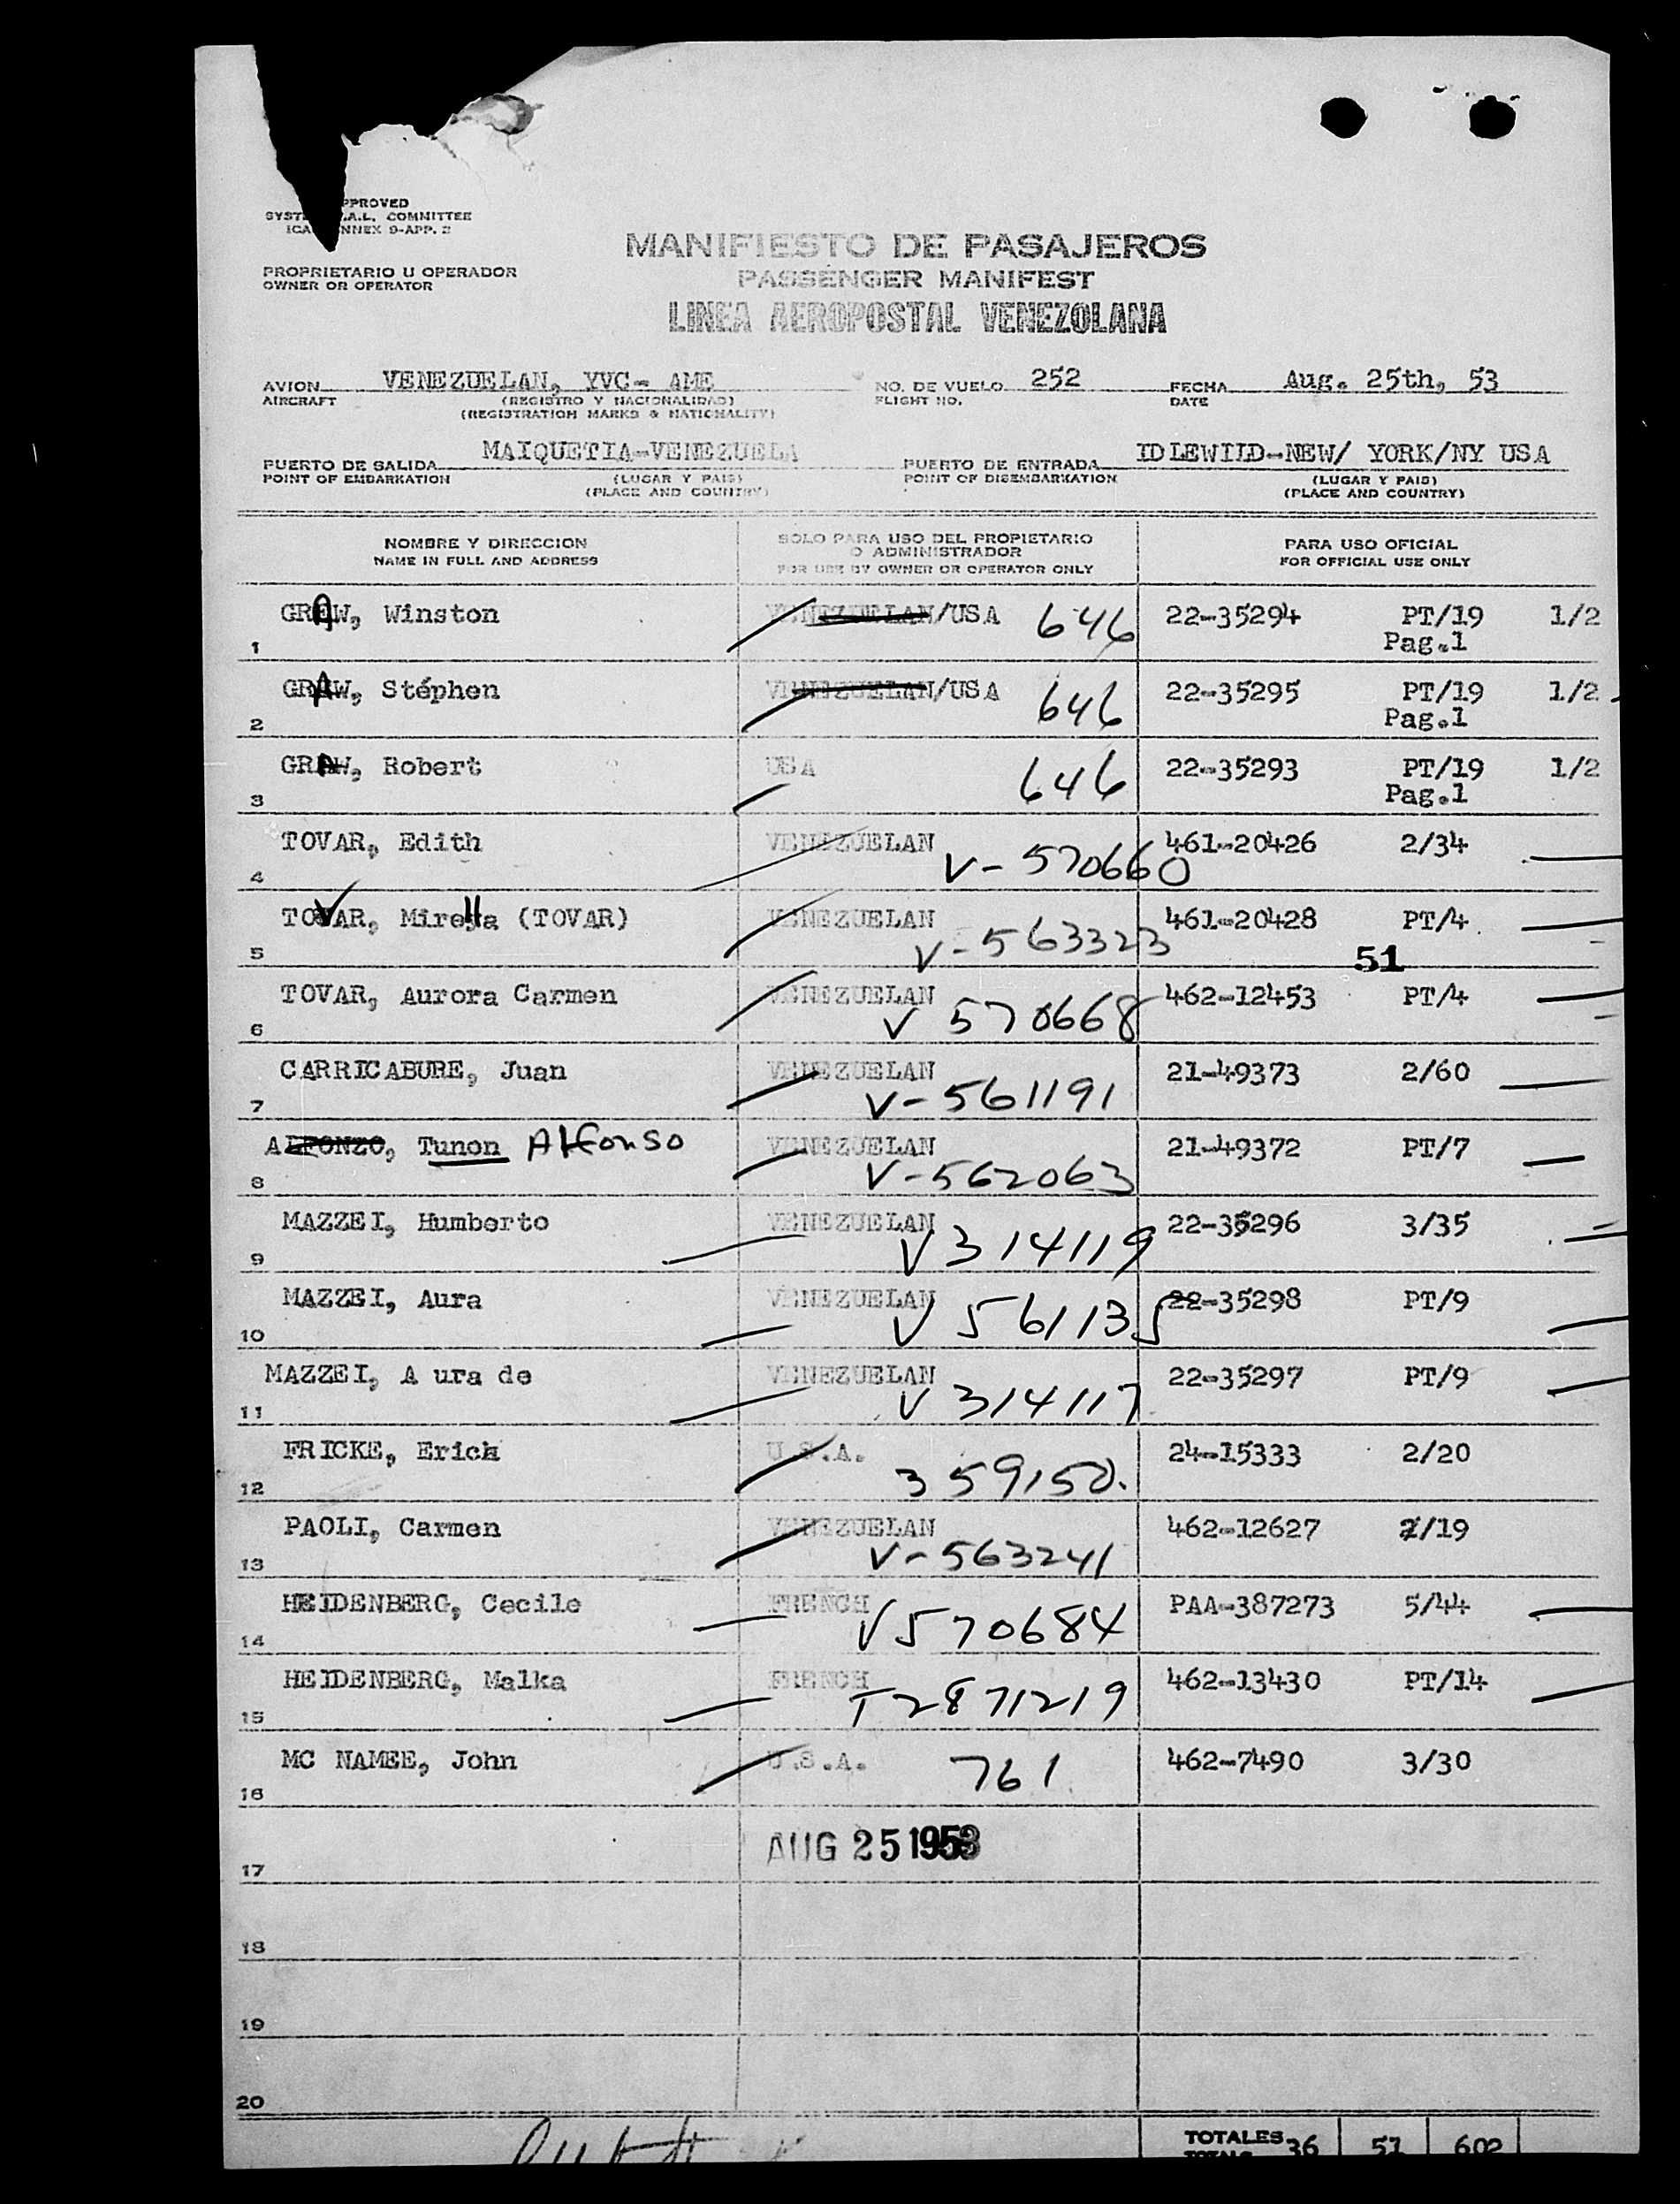 PPROVED
SYST .A.L. COMMITTEE
ICA NNEX 9-APP. 2
MANIFIESTO DE PASAJEROS
PASSENGER MANIFEST
PROPRIETARIO U OPERADOR
OWNER OR OPERATOR
LINEA AEROPOSTAL VENEZOLANA
AVION VENEZUELAN, YVC- AME NO. DE VUELO 252 FECHA Aug. 25th, 53
AIRCRAFT (REGISTRO Y NACIONALIDAD) FLIGHT NO. DATE
(REGISTRATION MARKS & NATIONALITY)
PUERTO DE SALIDA MAIQUETIA-VENEZUELA PUERTO DE ENTRADA IDLEWILD-NEW/ YORK/NY USA
POINT OF EMBARKATION (LUGAR Y PAIS) POINT OF DISEMBARKATION (LUGAR Y PAIS)
(PLACE AND COUNTRY) (PLACE AND COUNTRY)
NOMBRE Y DIRECCION SOLO PARA USO DEL PROPIETARIO PARA USO OFICIAL
O ADMINISTRADOR
NAME IN FULL AND ADDRESS FOR USE BY OWNER OR OPERATOR ONLY FOR OFFICIAL USE ONLY
GRAW, Winston VENEZUELAN/USA 646 22-35294 PT/19 1/2
1 Pag.1
GRAW, Stéphen VENEZUELAN/USA 646 22-35295 PT/19 1/2
2 Pag.1
GRAW, Robert USA 646 22-35293 PT/19 1/2
3 Pag.1
TOVAR, Edith VENEZUELAN 461-20426 2/34
4 V-570660
TOVAR, Mirella (TOVAR) VENEZUELAN 461-20428 PT/4
5 V-563323 51
TOVAR, Aurora Carmen VENEZUELAN 462-12453 PT/4
6 V 570668
CARRICABURE, Juan VENEZUELAN 21-49373 2/60
7 V-561191
ALFONZO, Tunon Alfonso VENEZUELAN 21-49372 PT/7
8 V-562063
MAZZEI, Humberto VENEZUELAN 22-35296 3/35
9 V314119
MAZZEI, Aura VENEZUELAN 22-35298 PT/9
10 V 561135
MAZZEI, A ura de VENEZUELAN 22-35297 PT/9
11 V 314117
FRICKE, Erich U.S.A. 24-15333 2/20
12 359150.
PAOLI, Carmen VENEZUELAN 462-12627 2/19
13 V-563241
HEIDENBERG, Cecile FRENCH PAA-387273 5/44
14 V570684
HEIDENBERG, Malka FRENCH 462-13430 PT/14
15 T2871219
MC NAMEE, John U.S.A. 761 462-7490 3/30
16
AUG 25 1953
17
18
19
20
TOTALES 36 51 602